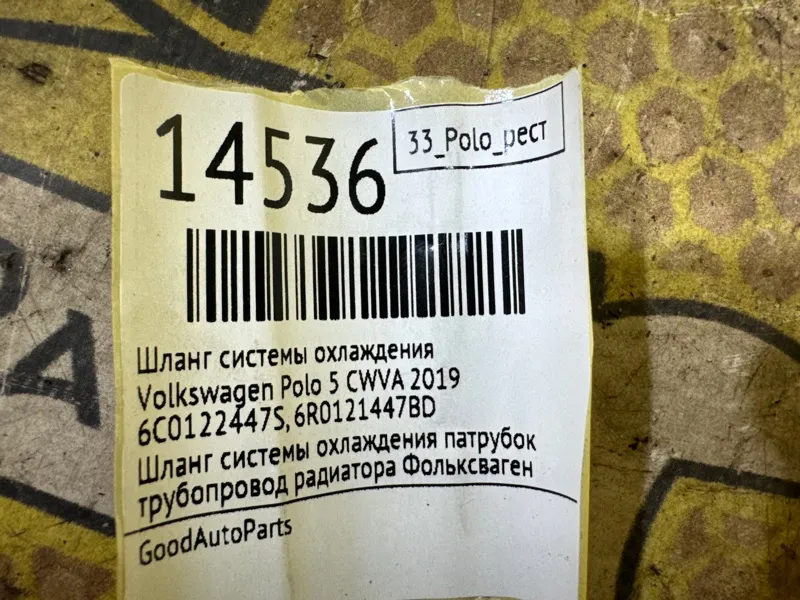 14536
33_Polo_рест
Шланг системы охлаждения
Volkswagen Polo 5 CWVA 2019
6C0122447S, 6R0121447BD
Шланг системы охлаждения патрубок
трубопровод радиатора Фольксваген
GoodAutoParts